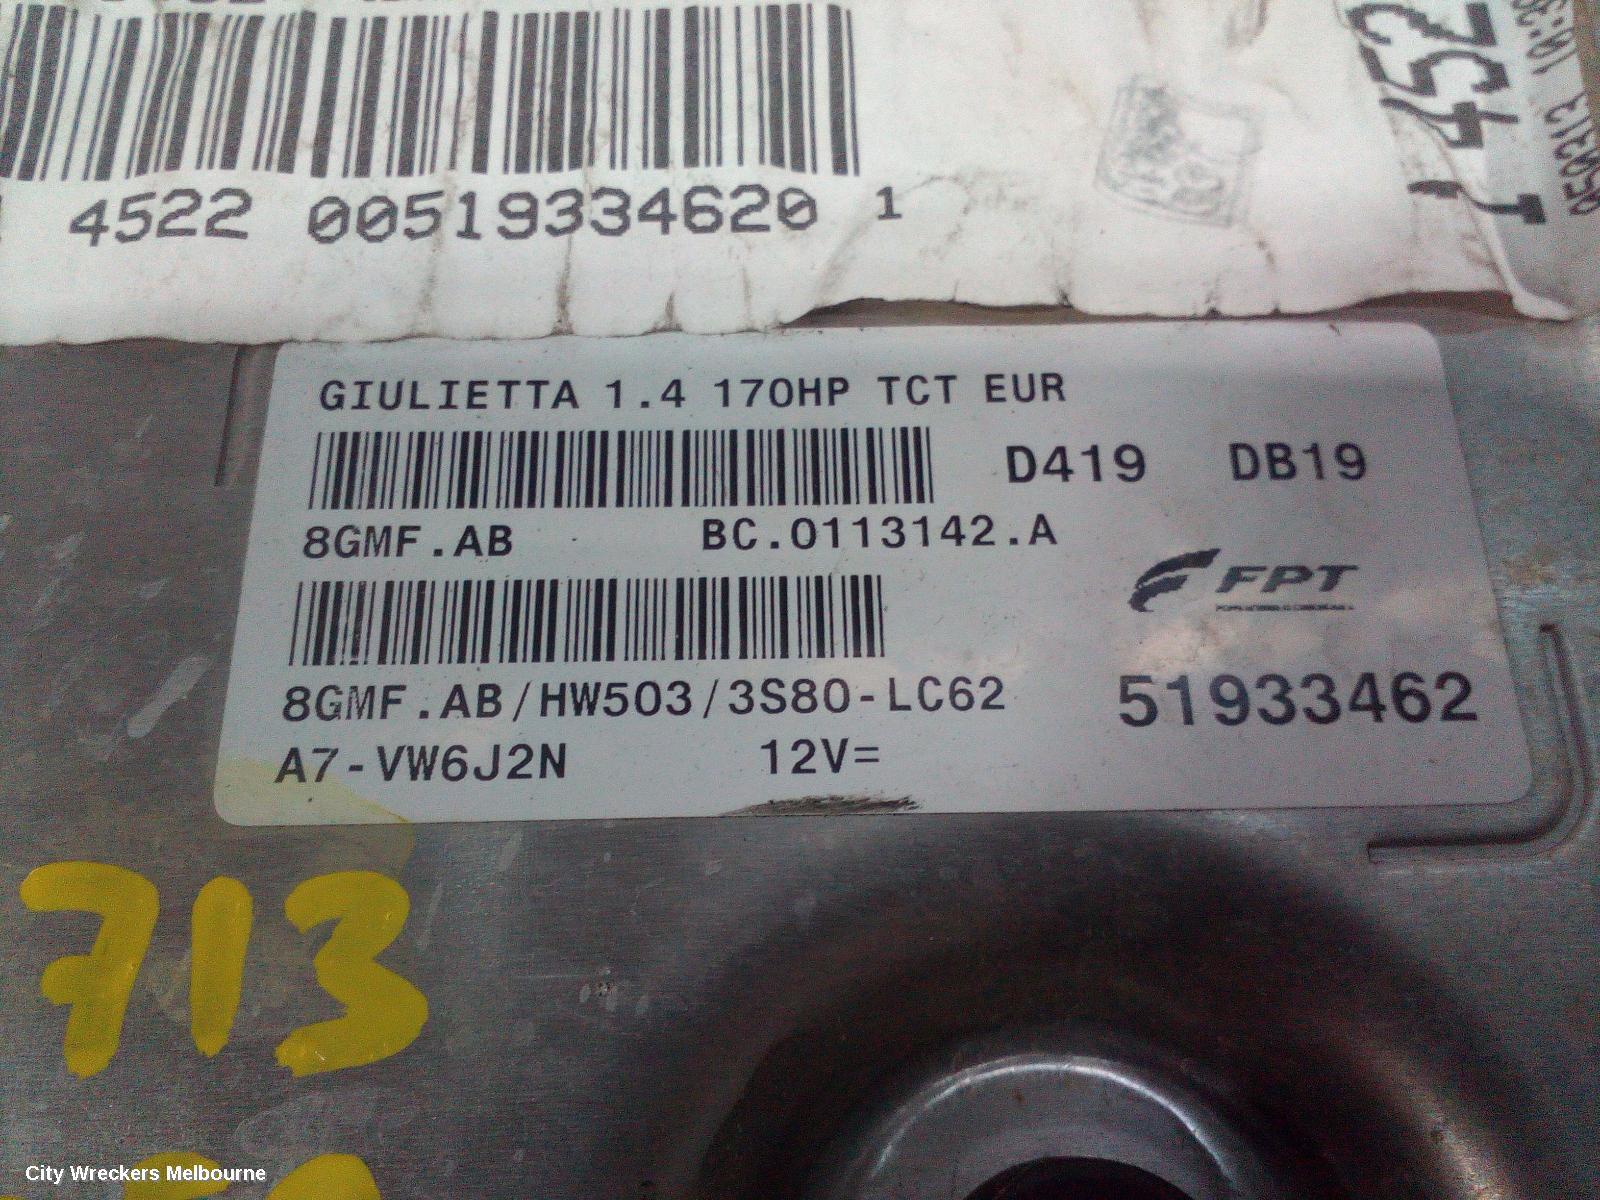 4522 00519334620 1
J 4452
GIULIETTA 1.4 170HP TCT EUR
D419 DB19
8GMF.AB BC.0113142.A
FPT
8GMF.AB/HW503/3S80-LC62
51933462
A7-VW6J2N 12V=
713
City Wreckers Melbourne